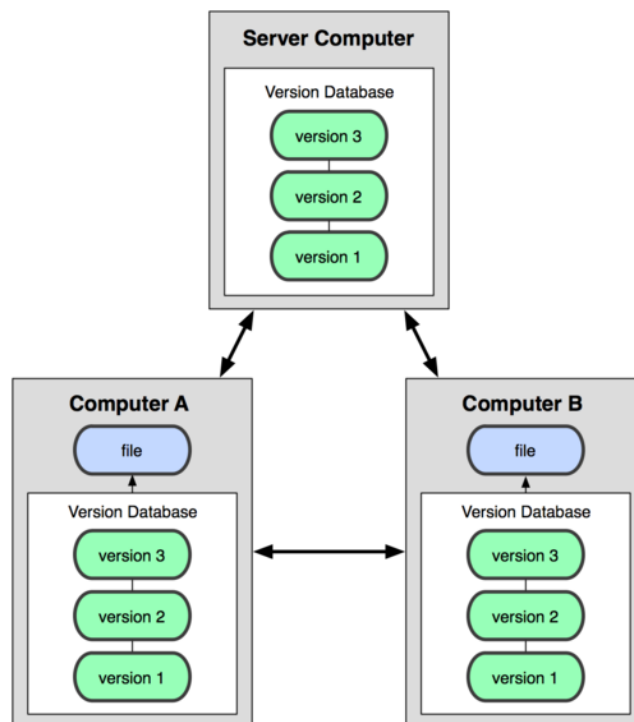 Server Computer
Version Database
version 3
version 2
version 1
Computer A
file
Version Database
version 3
version 2
version 1
Computer B
file
Version Database
version 3
version 2
version 1